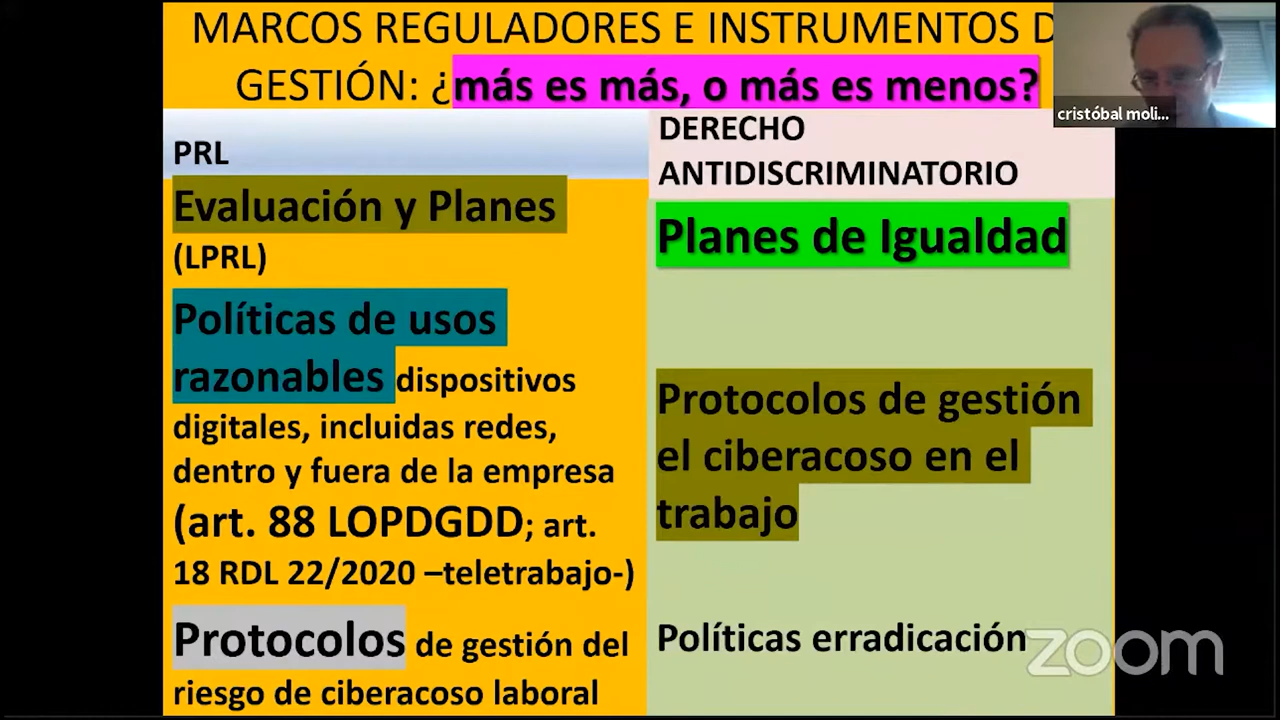 MARCOS REGULADORES E INSTRUMENTOS D
GESTIÓN: ¿más es más, o más es menos?
cristóbal moli...
PRL
Evaluación y Planes
(LPRL)
Políticas de usos
razonables dispositivos
digitales, incluidas redes,
dentro y fuera de la empresa
(art. 88 LOPDGDD; art.
18 RDL 22/2020 –teletrabajo-)
Protocolos de gestión del
riesgo de ciberacoso laboral
DERECHO
ANTIDISCRIMINATORIO
Planes de Igualdad
Protocolos de gestión
el ciberacoso en el
trabajo
Políticas erradicación
zoom